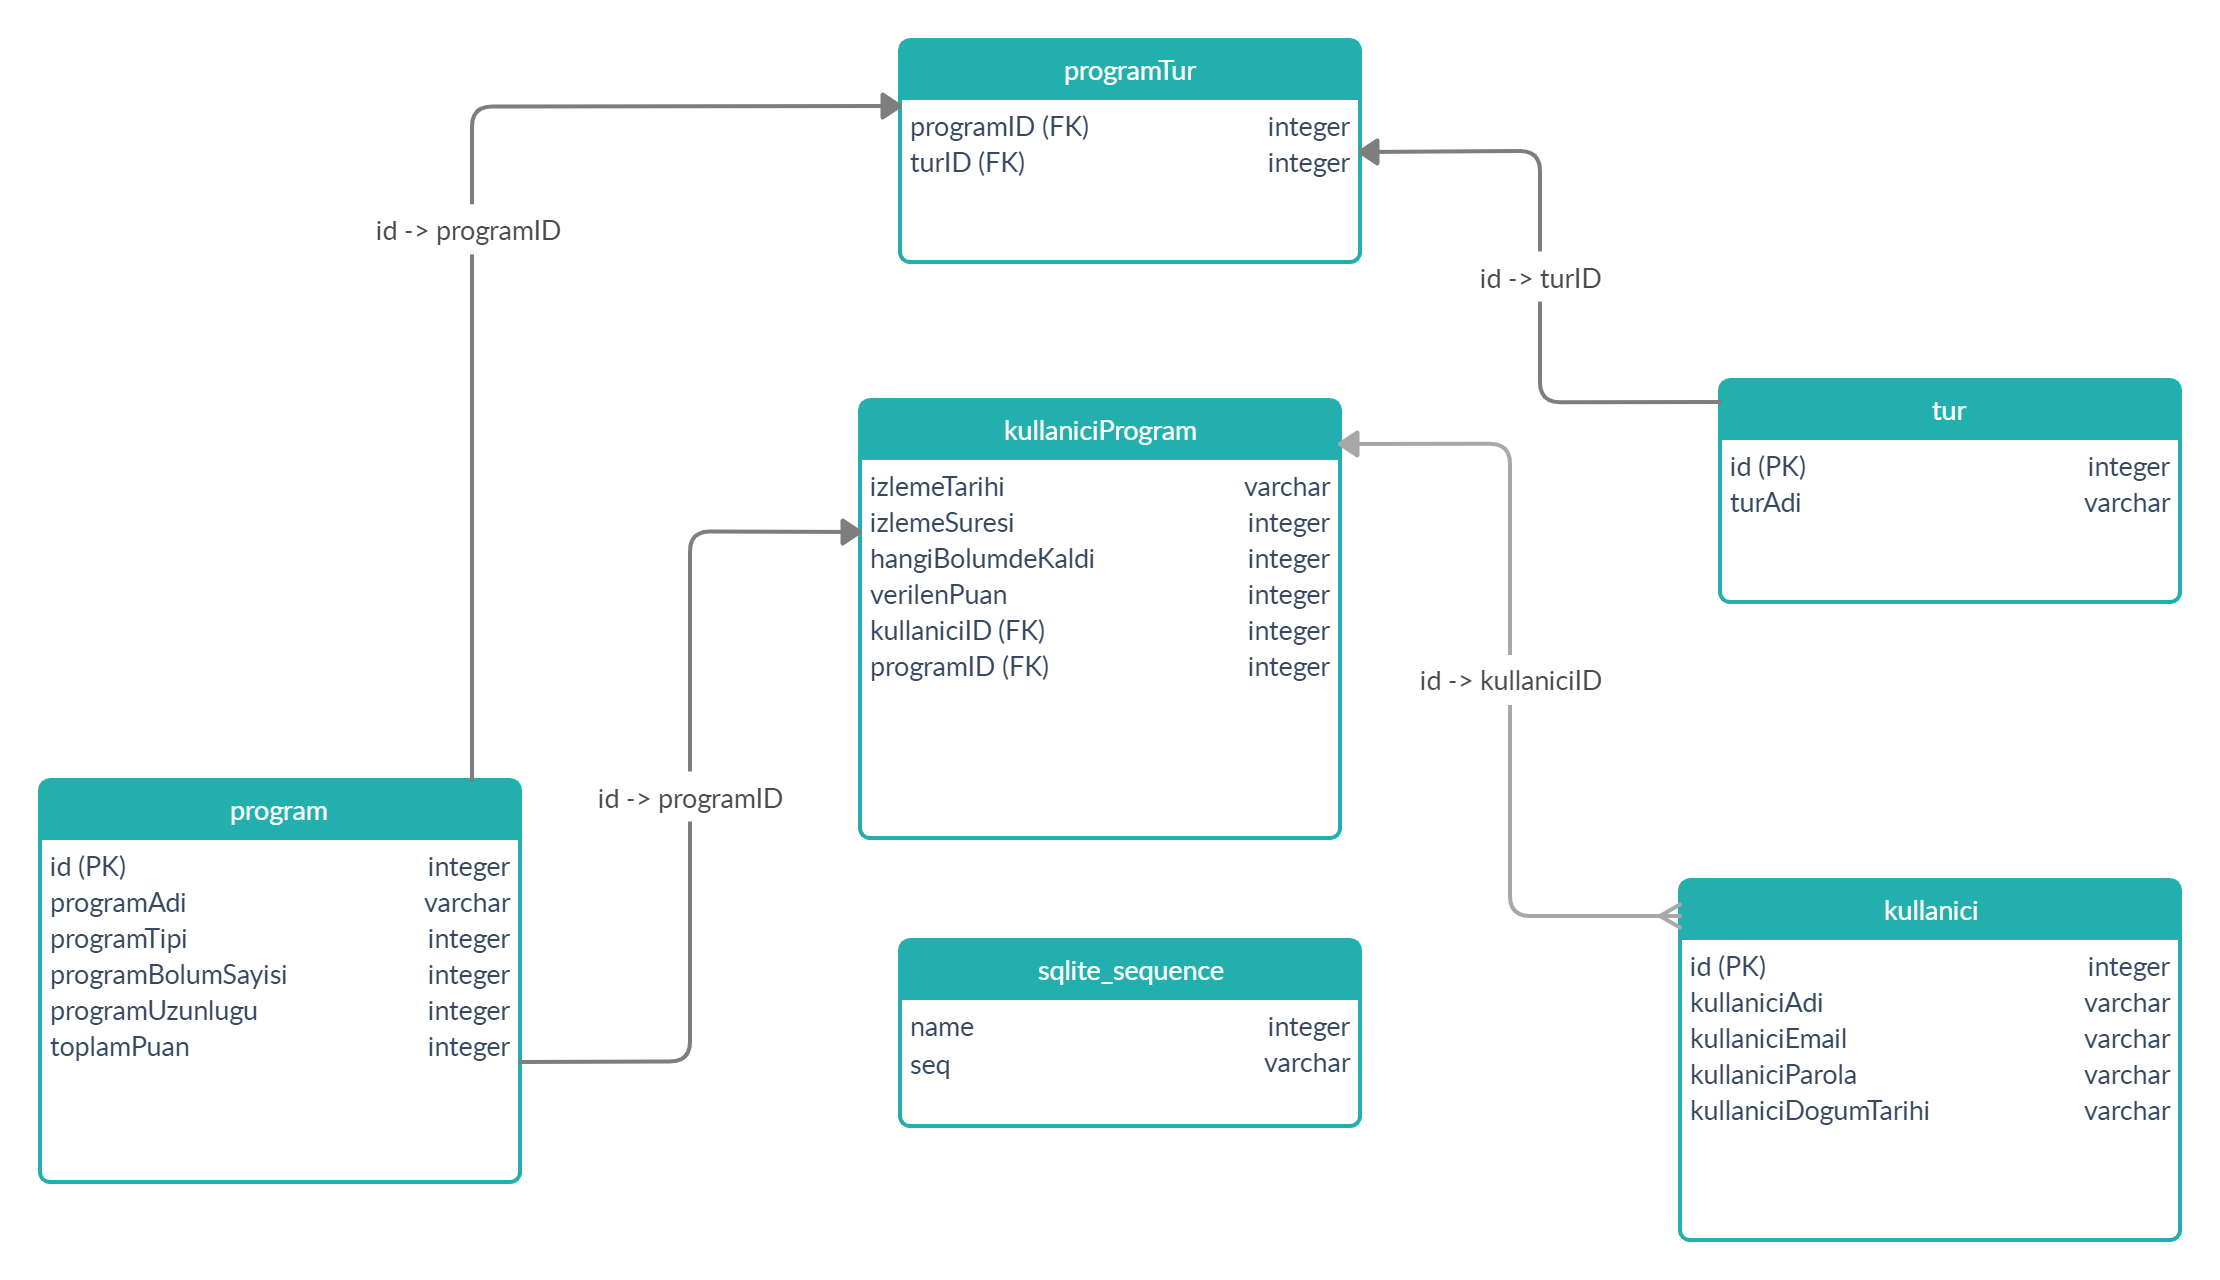 programTur
programID (FK) integer
turID (FK) integer
id -> programID
id -> turID
tur
id (PK) integer
turAdi varchar
kullaniciProgram
izlemeTarihi varchar
izlemeSuresi integer
hangiBolumdeKaldi integer
verilenPuan integer
kullaniciID (FK) integer
programID (FK) integer
id -> kullaniciID
id -> programID
program
id (PK) integer
programAdi varchar
programTipi integer
programBolumSayisi integer
programUzunlugu integer
toplamPuan integer
sqlite_sequence
name integer
seq varchar
kullanici
id (PK) integer
kullaniciAdi varchar
kullaniciEmail varchar
kullaniciParola varchar
kullaniciDogumTarihi varchar